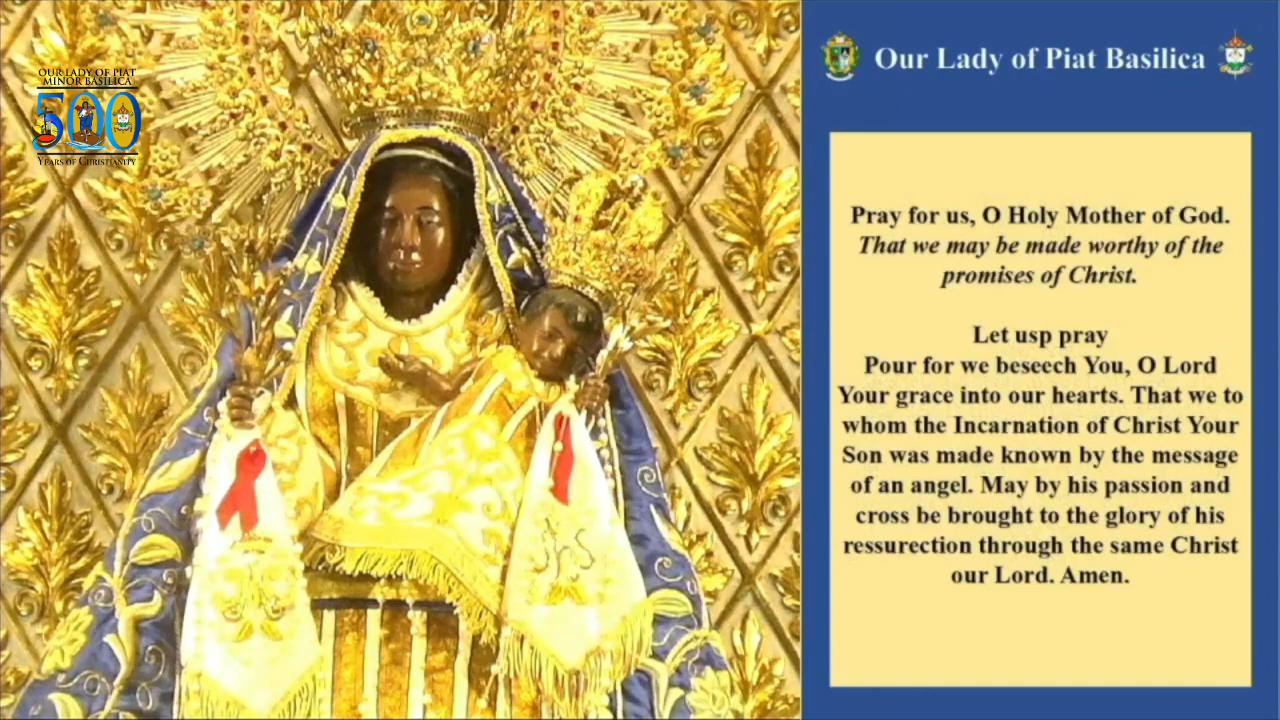 OUR LADY OF PIAT
MINOR BASILICA
500
YEARS OF CHRISTIANITY
Our Lady of Piat Basilica
Pray for us, O Holy Mother of God.
That we may be made worthy of the
promises of Christ.
Let usp pray
Pour for we beseech You, O Lord
Your grace into our hearts. That we to
whom the Incarnation of Christ Your
Son was made known by the message
of an angel. May by his passion and
cross be brought to the glory of his
ressurection through the same Christ
our Lord. Amen.